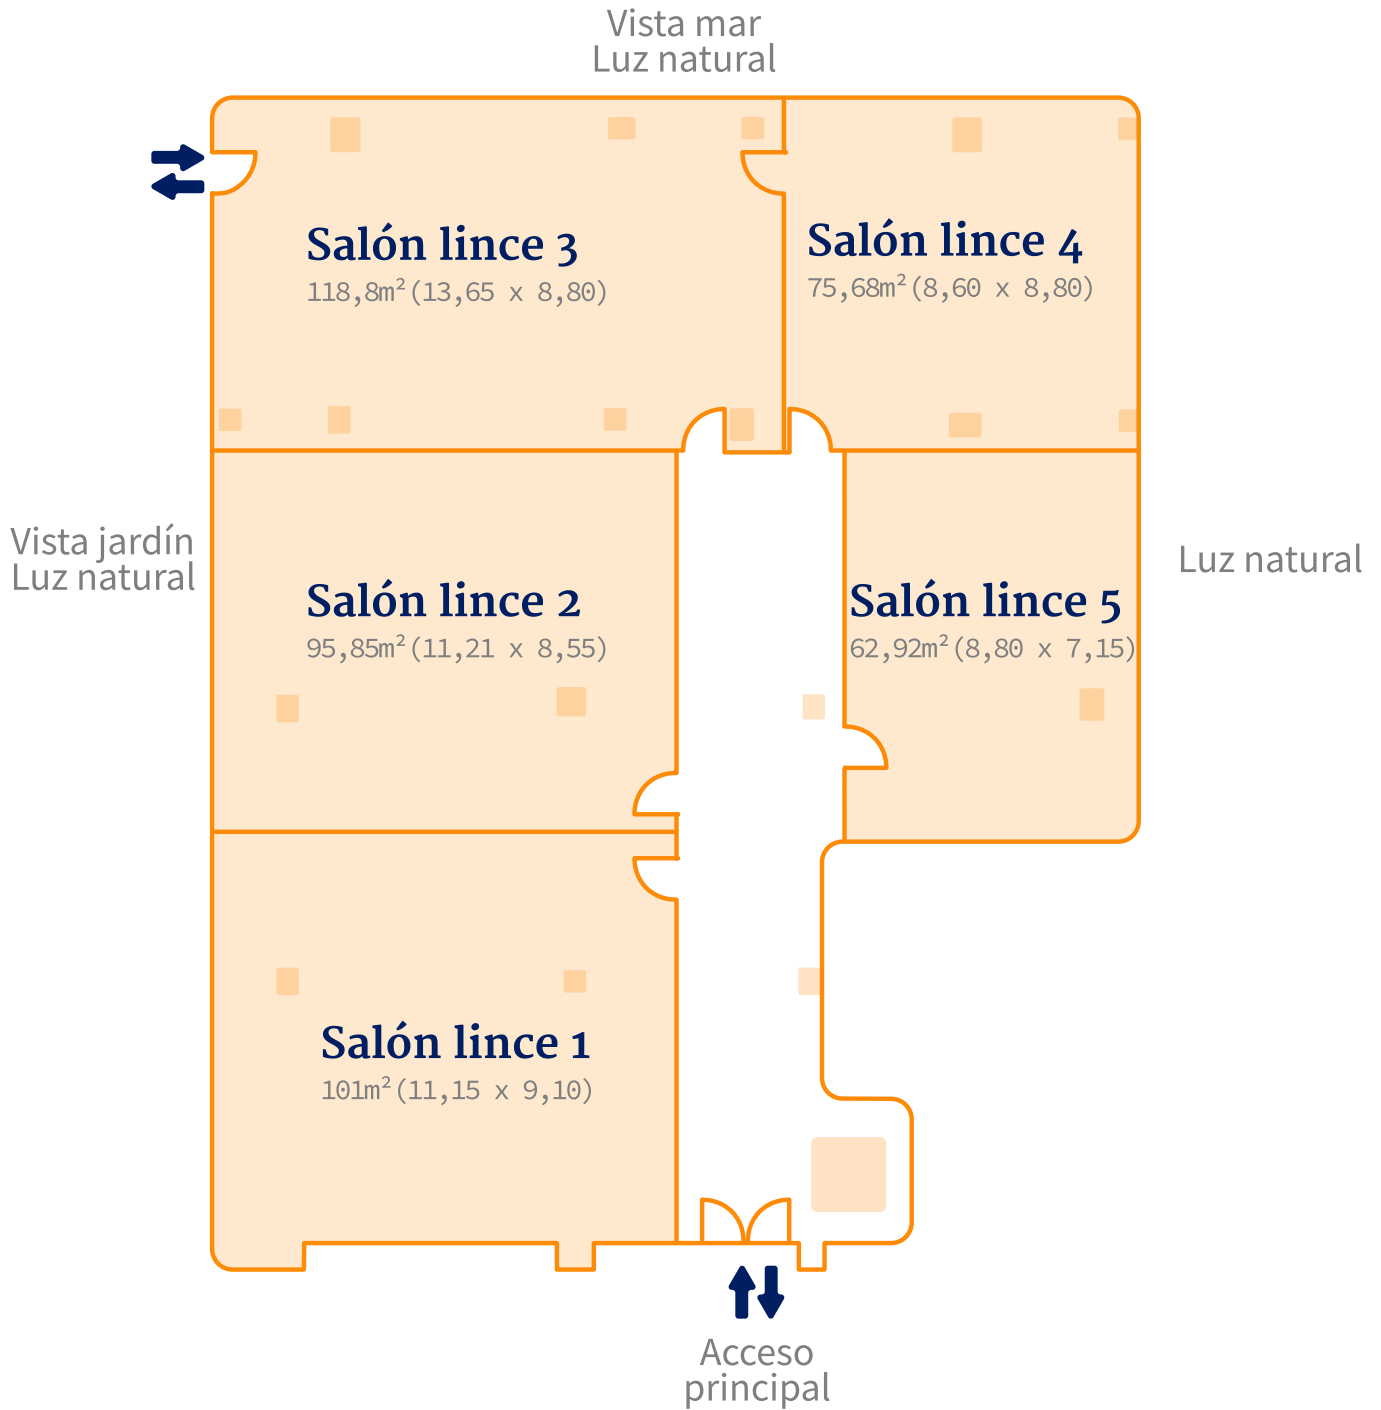 Vista mar
Luz natural
Salón lince 3
118,8m²(13,65 x 8,80)
Salón lince 4
75,68m²(8,60 x 8,80)
Vista jardín
Luz natural
Luz natural
Salón lince 2
95,85m²(11,21 x 8,55)
Salón lince 5
62,92m²(8,80 x 7,15)
Salón lince 1
101m²(11,15 x 9,10)
Acceso
principal